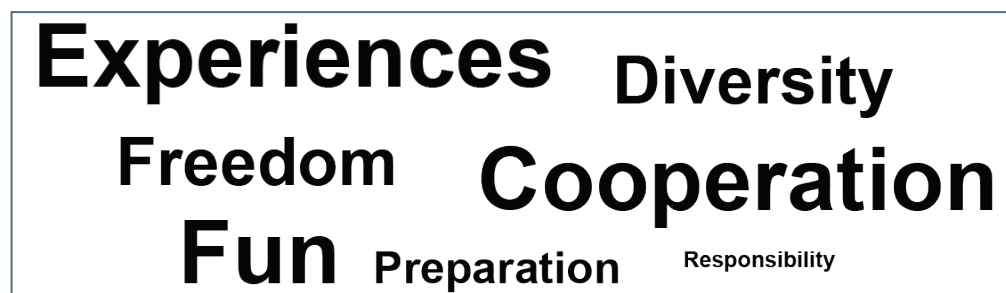 Experiences
Diversity
Freedom
Cooperation
Fun
Preparation
Responsibility